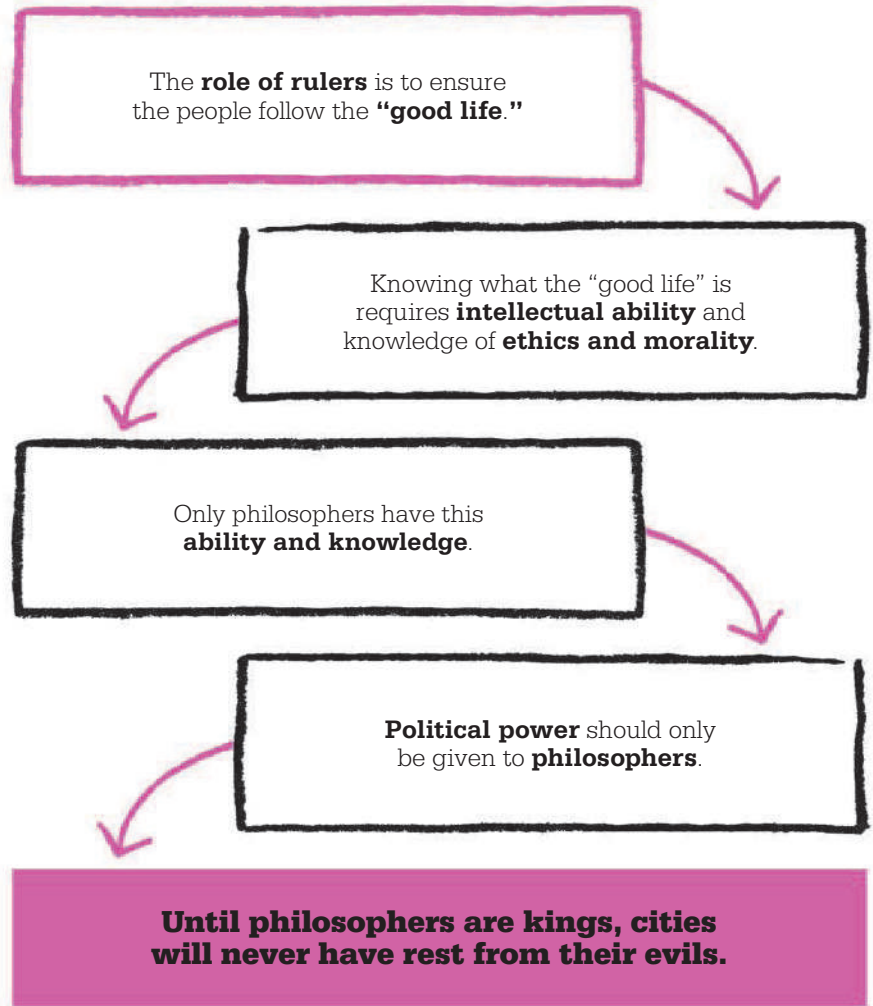 The role of rulers is to ensure
the people follow the “good life.”
Knowing what the “good life” is
requires intellectual ability and
knowledge of ethics and morality.
Only philosophers have this
ability and knowledge.
Political power should only
be given to philosophers.
Until philosophers are kings, cities
will never have rest from their evils.